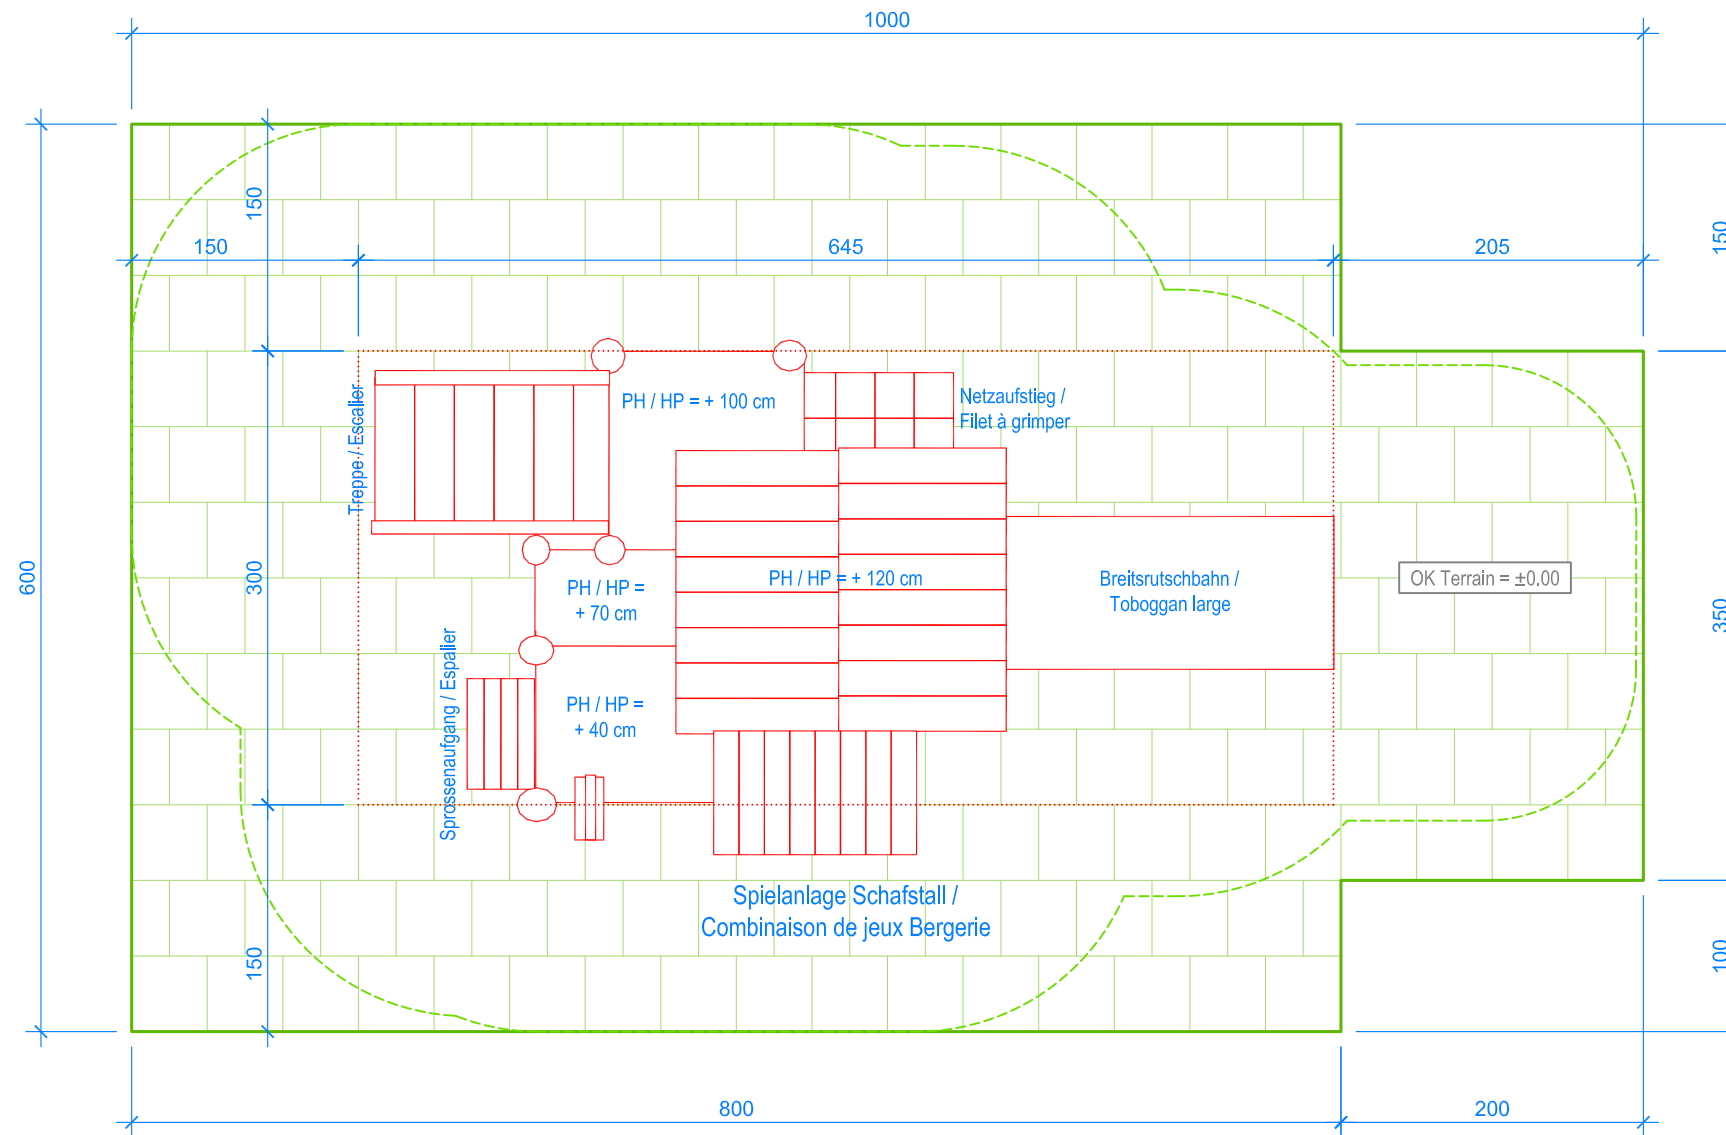 1000
150
150
645
205
150
Treppe / Escalier
PH / HP = + 100 cm
Netzaufstieg /
Filet à grimper
600
300
PH / HP =
+ 70 cm
PH / HP = + 120 cm
Breitsrutschbahn /
Toboggan large
OK Terrain = ±0.00
350
Sprossenaufgang / Espalier
PH / HP =
+ 40 cm
Spielanlage Schafstall /
Combinaison de jeux Bergerie
150
100
800
200